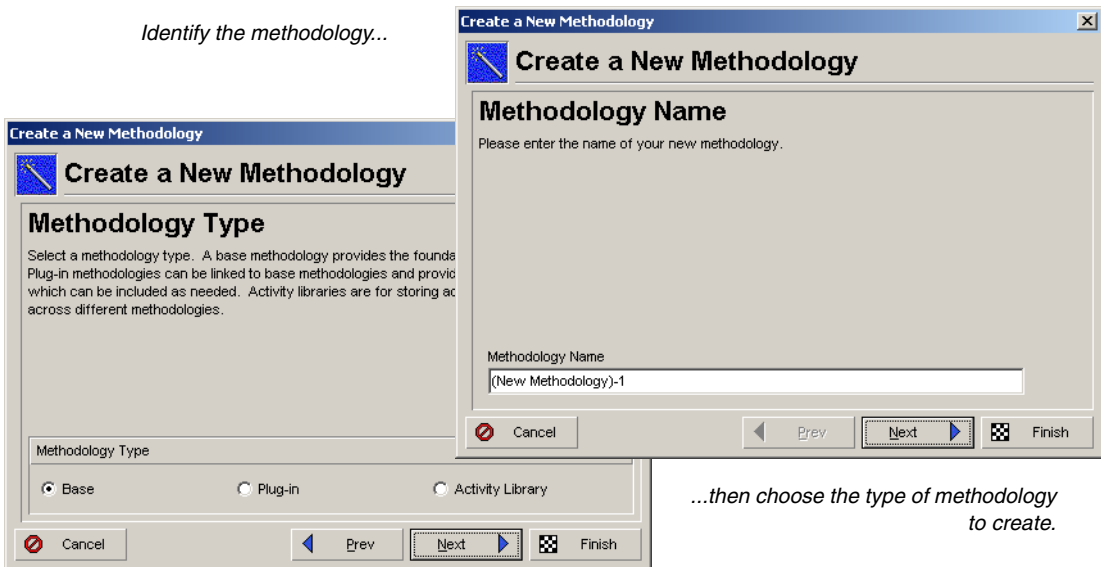 Identify the methodology...
Create a New Methodology
Create a New Methodology
Methodology Name
Please enter the name of your new methodology.
Methodology Name
(New Methodology)-1
Cancel
Prev
Next
Finish
Create a New Methodology
Create a New Methodology
Methodology Type
Select a methodology type. A base methodology provides the
Plug-in methodologies can be linked to base methodologies and
which can be included as needed. Activity libraries are for storing
across different methodologies.
Methodology Type
Base
Plug-in
Activity Library
Cancel
Prev
Next
Finish
...then choose the type of methodology
to create.